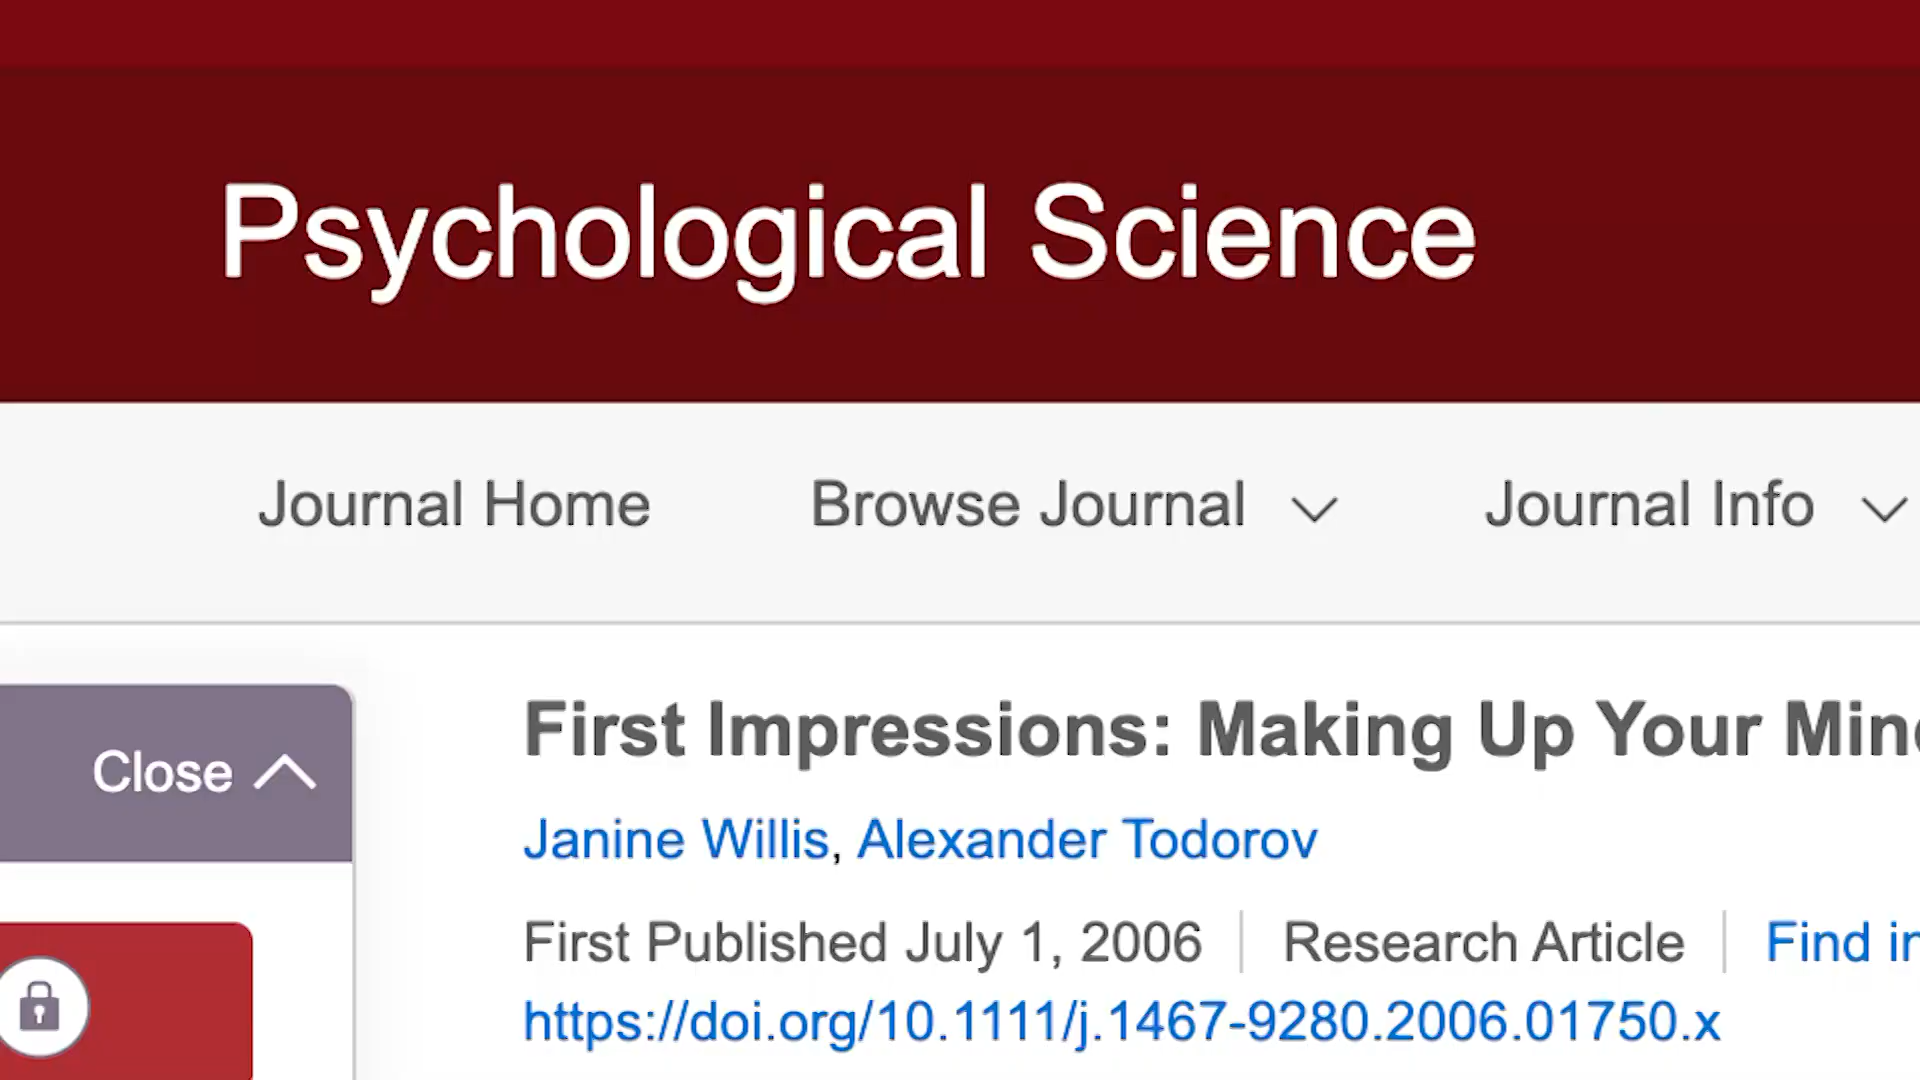 Psychological Science
Journal Home Browse Journal Journal Info
Close
First Impressions: Making Up Your
Janine Willis, Alexander Todorov
First Published July 1, 2006 Research Article Find
https://doi.org/10.1111/j.1467-9280.2006.01750.x